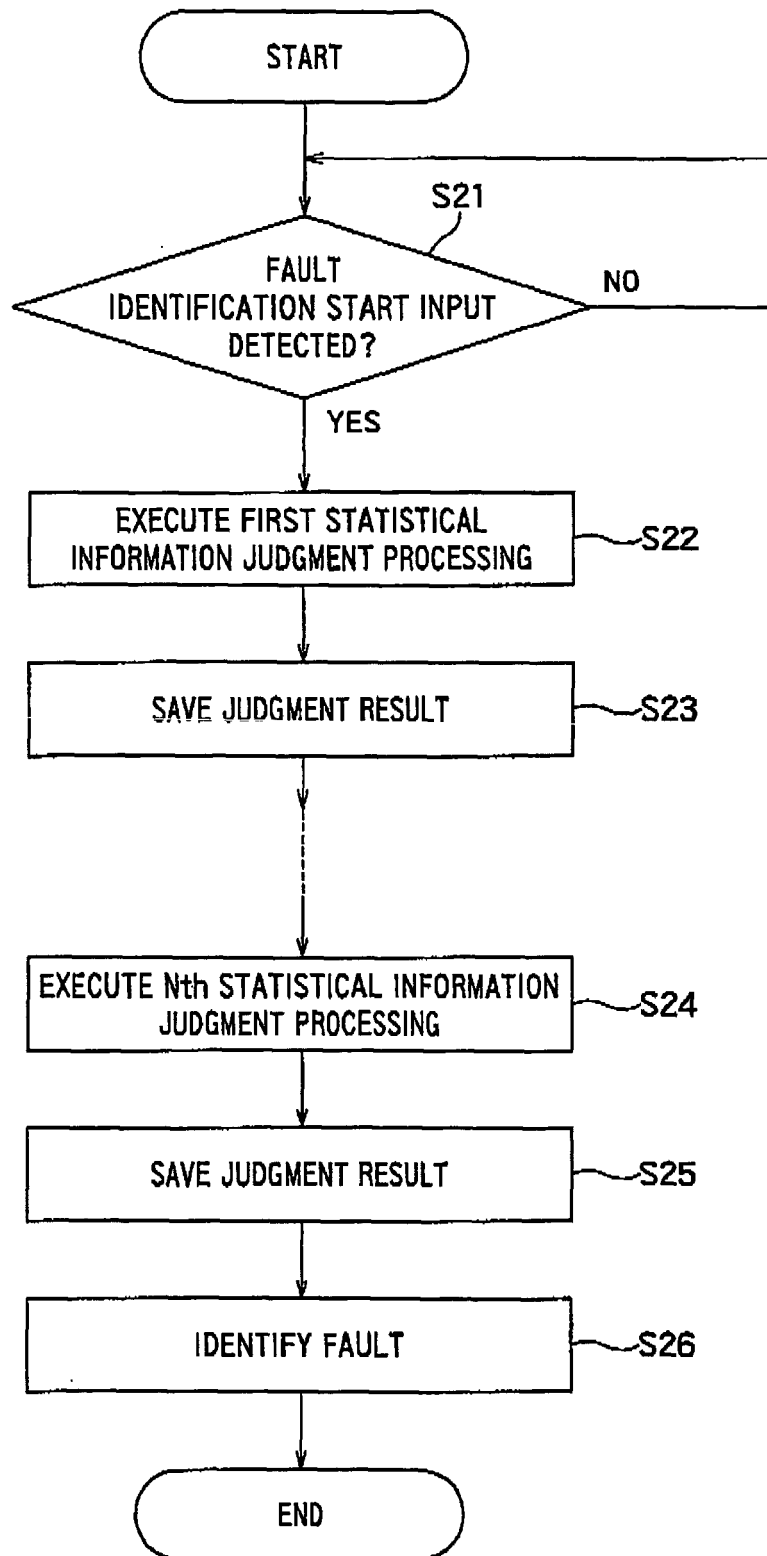 START
S21
FAULT
IDENTIFICATION START INPUT
DETECTED?
NO
YES
EXECUTE FIRST STATISTICAL
INFORMATION JUDGMENT PROCESSING
S22
SAVE JUDGMENT RESULT
S23
EXECUTE Nth STATISTICAL INFORMATION
JUDGMENT PROCESSING
S24
SAVE JUDGMENT RESULT
S25
IDENTIFY FAULT
S26
END